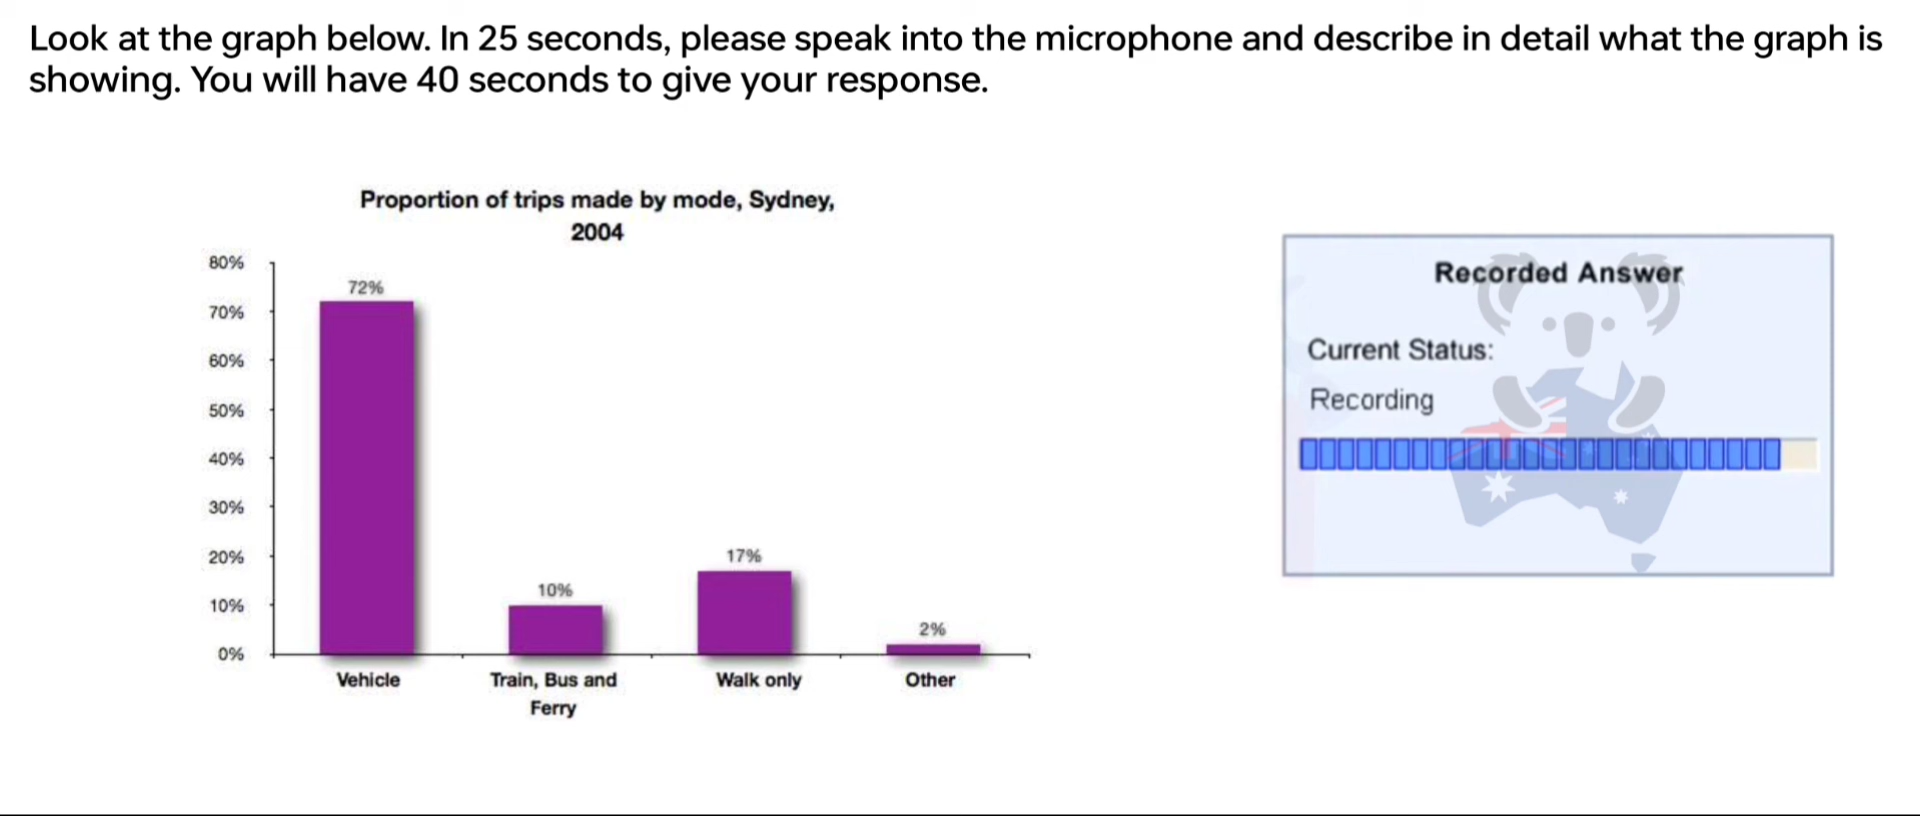 Look at the graph below. In 25 seconds, please speak into the microphone and describe in detail what the graph is
showing. You will have 40 seconds to give your response.
Proportion of trips made by mode, Sydney,
2004
80%
70%
60%
50%
40%
30%
20%
10%
0%
72%
10%
17%
2%
Vehicle
Train, Bus and
Ferry
Walk only
Other
Recorded Answer
Current Status:
Recording